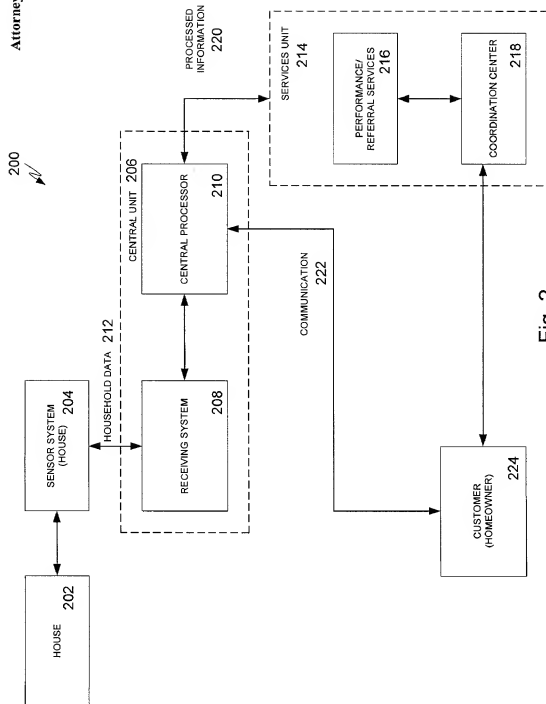 Attorney
200
HOUSE
202
SENSOR SYSTEM
(HOUSE)
204
HOUSEHOLD DATA 212
CENTRAL UNIT 206
RECEIVING SYSTEM
208
CENTRAL PROCESSOR
210
PROCESSED
INFORMATION
220
SERVICES UNIT
214
PERFORMANCE/
REFERRAL SERVICES
216
COORDINATION CENTER
218
COMMUNICATION
222
CUSTOMER
(HOMEOWNER)
224